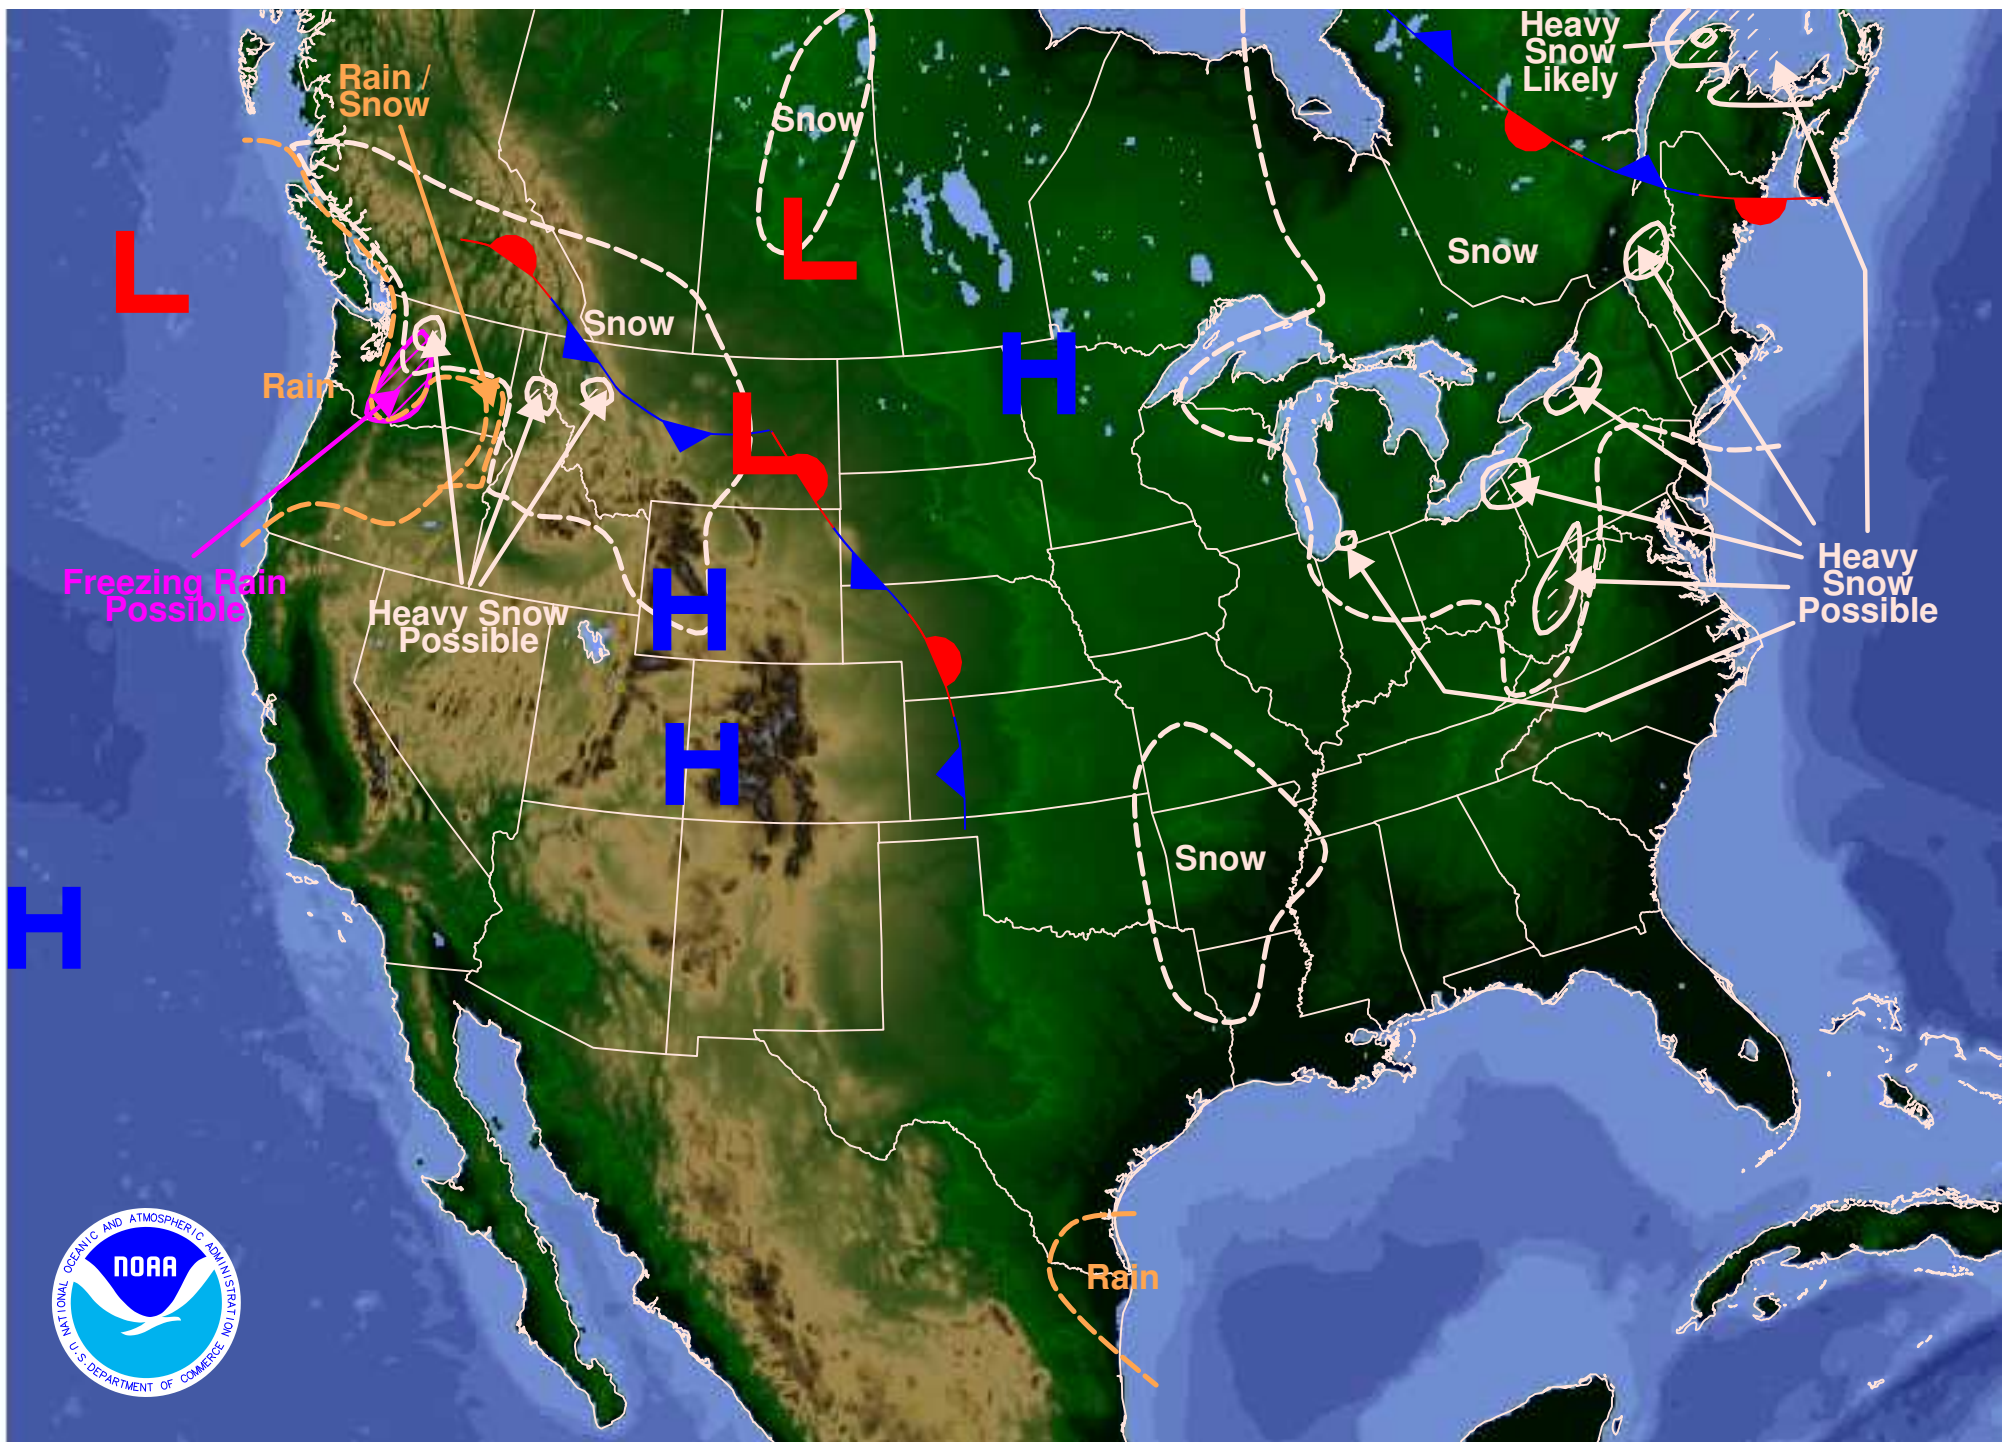 Heavy
Snow
Likely
Rain /
Snow
Snow
L
L
Snow
Snow
H
Rain
L
Freezing Rain
Possible
Heavy Snow
Possible
H
Heavy
Snow
Possible
H
Snow
H
Rain
NATIONAL OCEANIC AND ATMOSPHERIC ADMINISTRATION
NOAA
U.S. DEPARTMENT OF COMMERCE